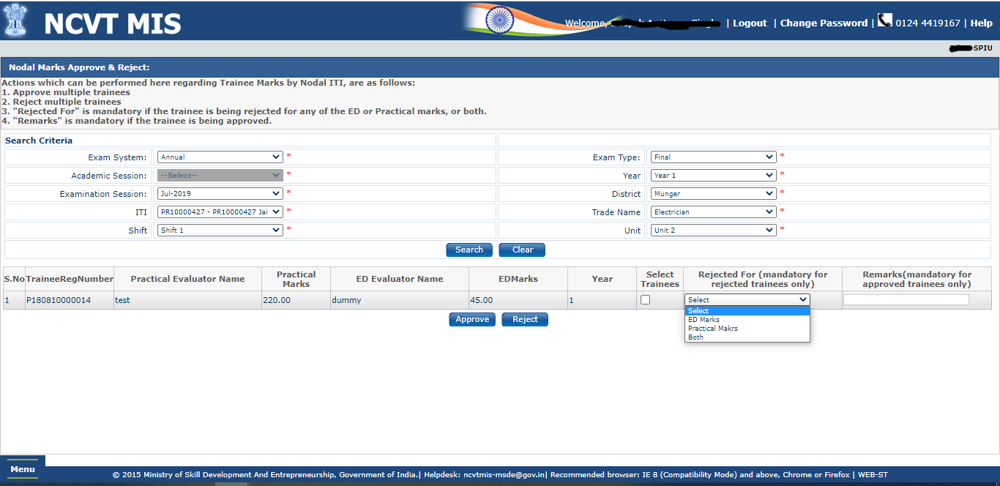 NCVT MIS
Welcome, | Logout | Change Password | 0124 4419167 | Help
SPIU
Nodal Marks Approve & Reject:
Actions which can be performed here regarding Trainee Marks by Nodal ITI, are as follows:
1. Approve multiple trainees
2. Reject multiple trainees
3. "Rejected For" is mandatory if the trainee is being rejected for any of the ED or Practical marks, or both.
4. "Remarks" is mandatory if the trainee is being approved.
Search Criteria
Exam System: Annual * Exam Type: Final *
Academic Session: --Select-- * Year Year 1 *
Examination Session: Jul-2019 * District Munger *
ITI PR10000427 - PR10000427 Jai * Trade Name Electrician *
Shift Shift 1 * Unit Unit 2 *
Search Clear
S.No TraineeRegNumber Practical Evaluator Name Practical Marks ED Evaluator Name EDMarks Year Select Trainees Rejected For (mandatory for rejected trainees only) Remarks(mandatory for approved trainees only)
1 P180810000014 test 220.00 dummy 45.00 1 Select
Select
ED Marks
Practical Makrs
Both
Approve Reject
Menu
© 2015 Ministry of Skill Development And Entrepreneurship, Government of India.| Helpdesk: ncvtmis-msde@gov.in| Recommended browser: IE 8 (Compatibility Mode) and above, Chrome or Firefox | WEB-ST